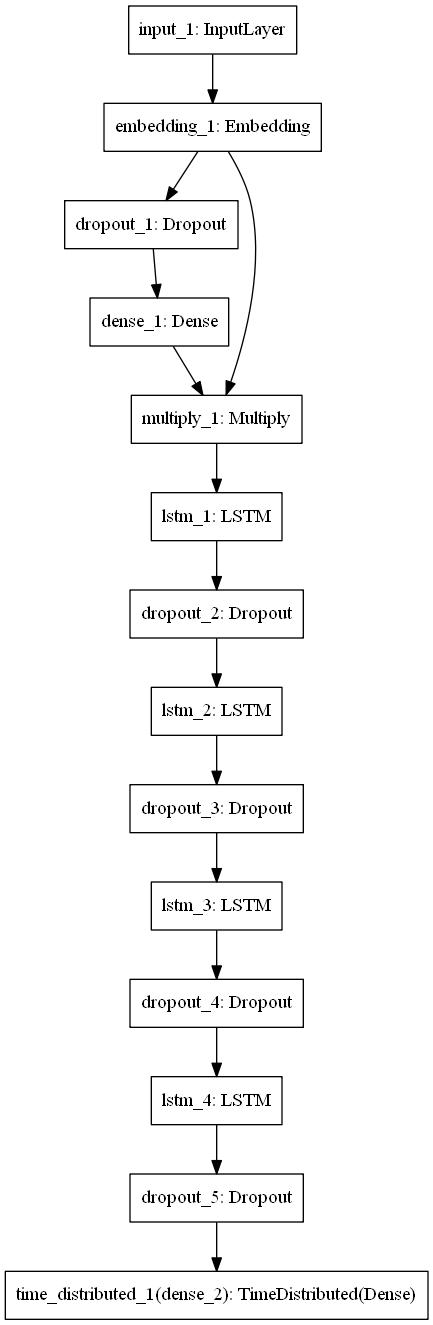 input_1: InputLayer
embedding_1: Embedding
dropout_1: Dropout
dense_1: Dense
multiply_1: Multiply
lstm_1: LSTM
dropout_2: Dropout
lstm_2: LSTM
dropout_3: Dropout
lstm_3: LSTM
dropout_4: Dropout
lstm_4: LSTM
dropout_5: Dropout
time_distributed_1(dense_2): TimeDistributed(Dense)